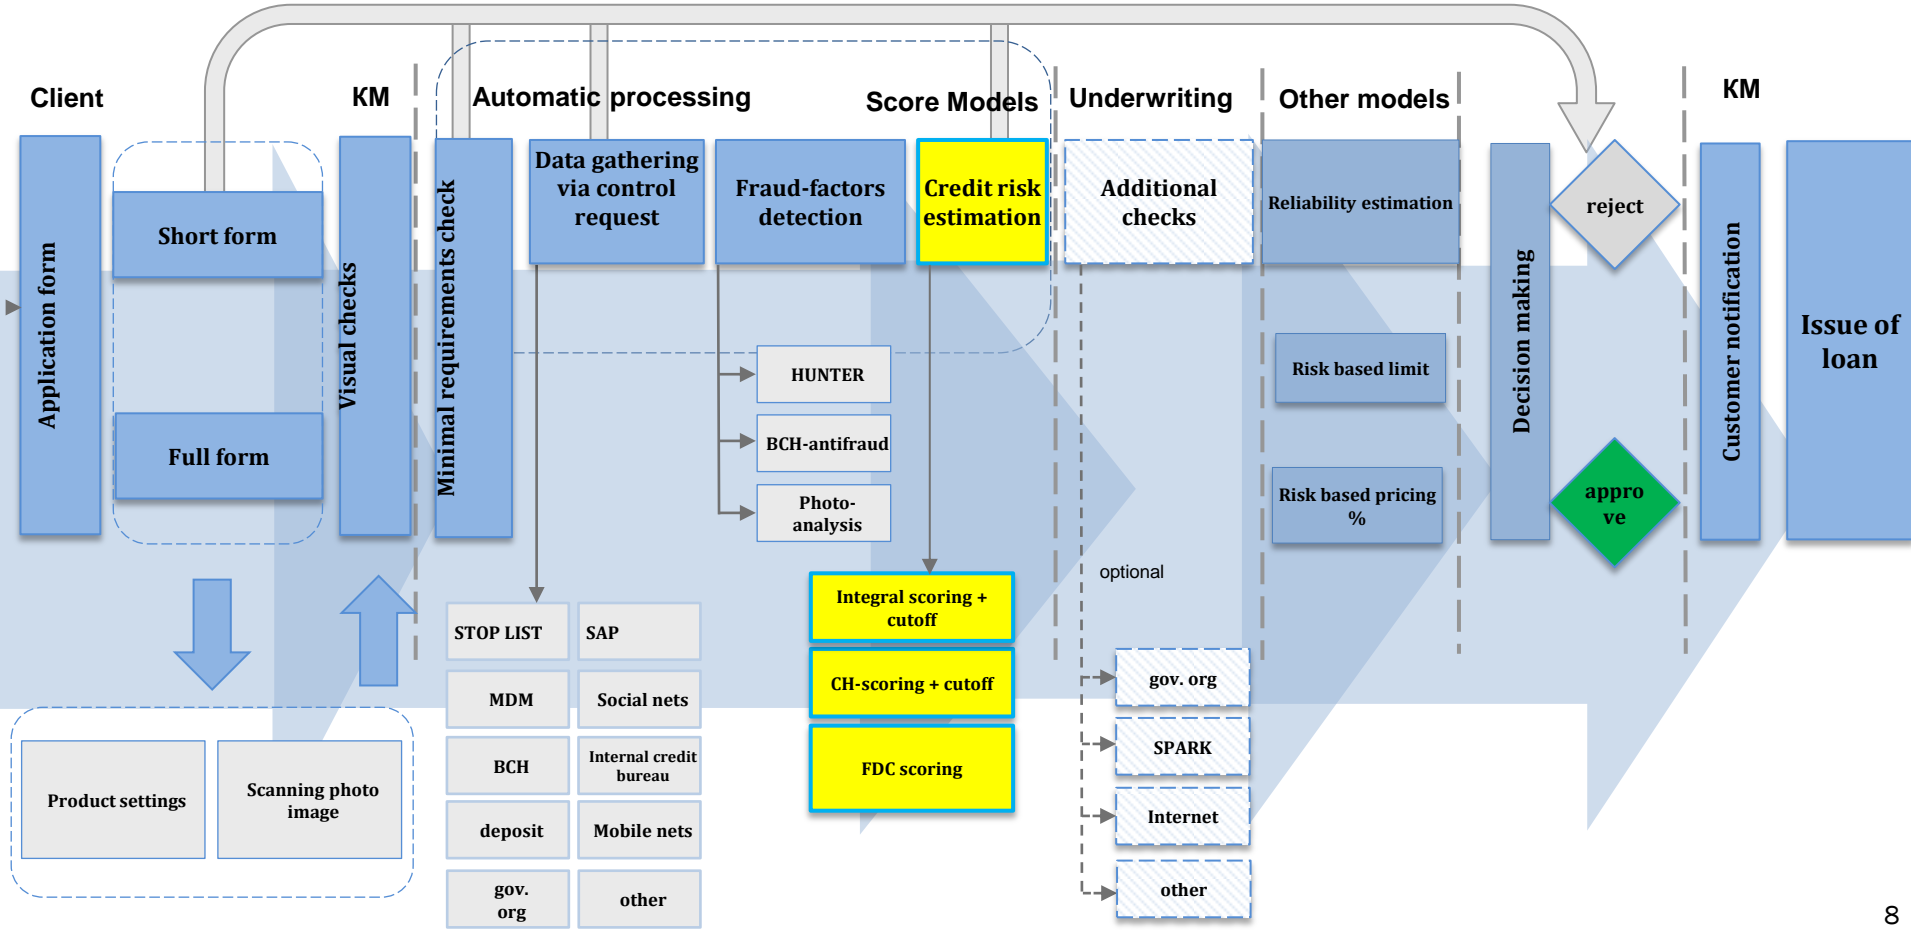 Client
KM
Automatic processing
Score Models
Underwriting
Other models
KM
Application form
Short form
Full form
Visual checks
Minimal requirements check
Data gathering
via control
request
Fraud-factors
detection
Credit risk
estimation
Additional
checks
Reliability estimation
Risk based limit
Risk based pricing
%
Decision making
reject
appro
ve
Customer notification
Issue of
loan
HUNTER
BCH-antifraud
Photo-
analysis
optional
Integral scoring +
cutoff
CH-scoring + cutoff
FDC scoring
STOP LIST
SAP
MDM
Social nets
BCH
Internal credit
bureau
deposit
Mobile nets
gov.
org
other
gov. org
SPARK
Internet
other
Product settings
Scanning photo
image
8